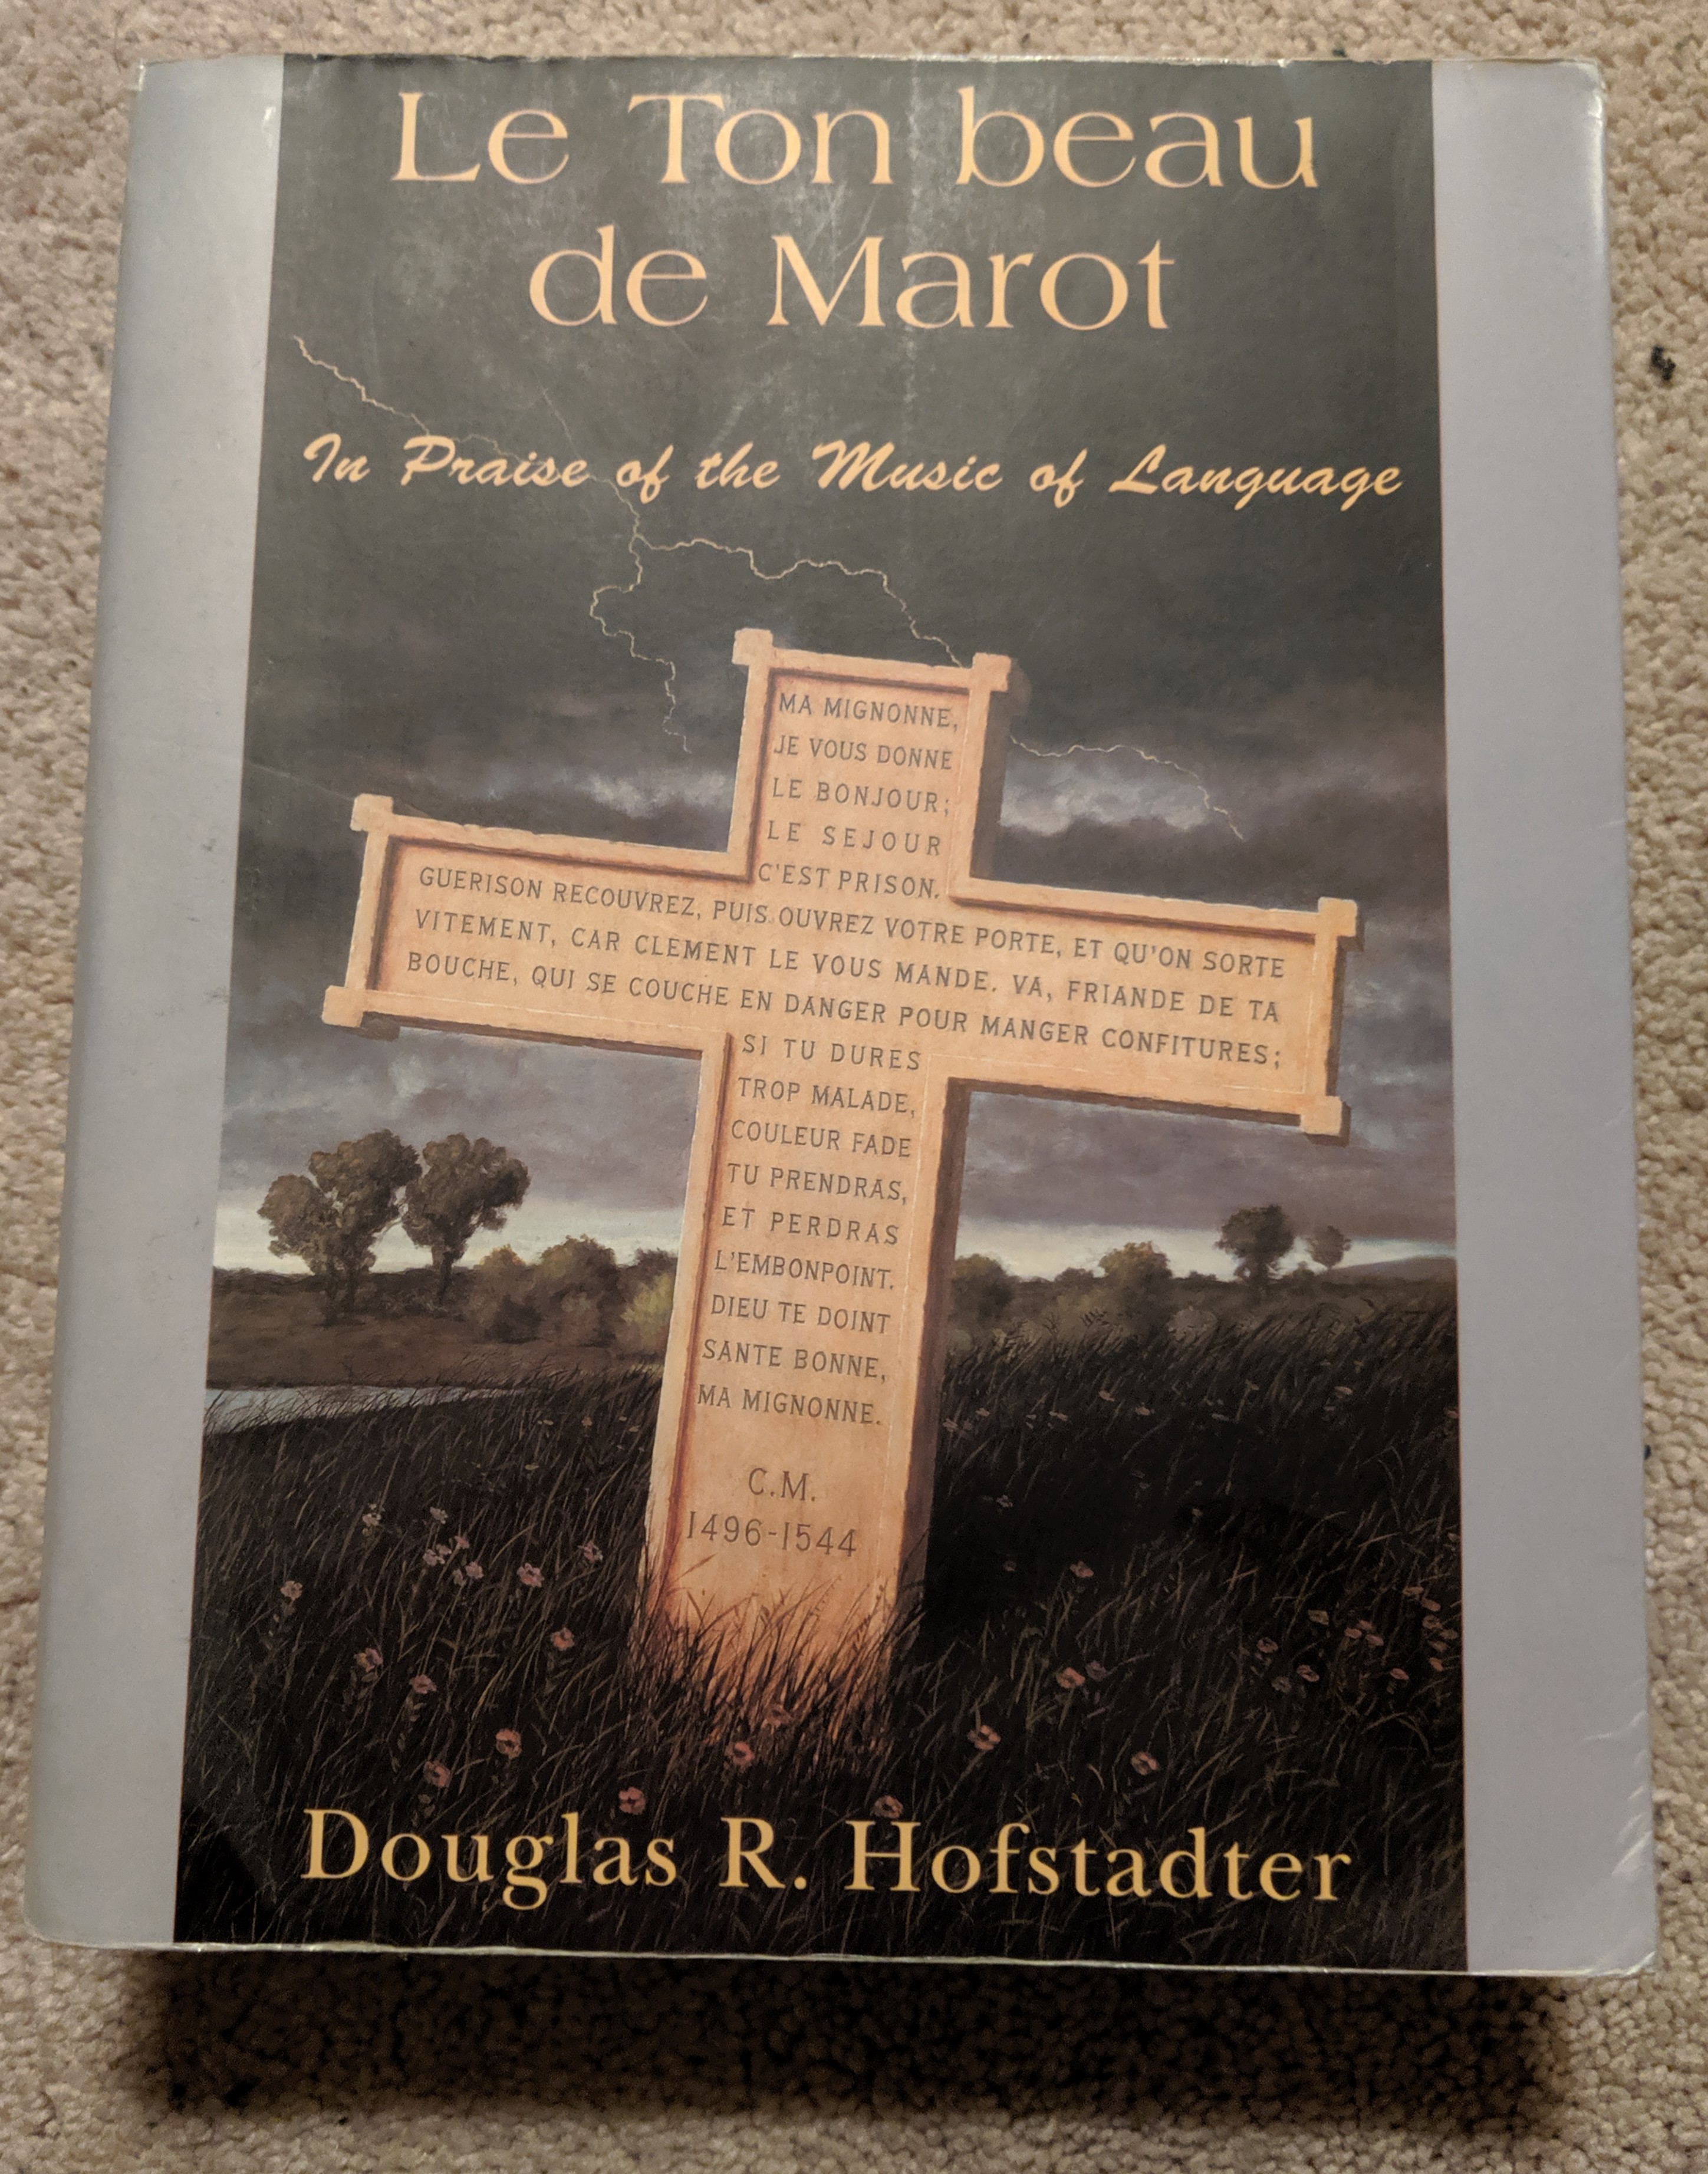 Le Ton beau
de Marot
In Praise of the Music of Language
MA MIGNONNE,
JE VOUS DONNE
LE BONJOUR;
LE SEJOUR
C'EST PRISON.
GUERISON RECOUVREZ, PUIS OUVREZ VOTRE PORTE, ET QU'ON SORTE
VITEMENT, CAR CLEMENT LE VOUS MANDE. VA, FRIANDE DE TA
BOUCHE, QUI SE COUCHE EN DANGER POUR MANGER CONFITURES;
SI TU DURES
TROP MALADE,
COULEUR FADE
TU PRENDRAS,
ET PERDRAS
L'EMBONPOINT.
DIEU TE DOINT
SANTE BONNE,
MA MIGNONNE.
C.M.
1496-1544
Douglas R. Hofstadter